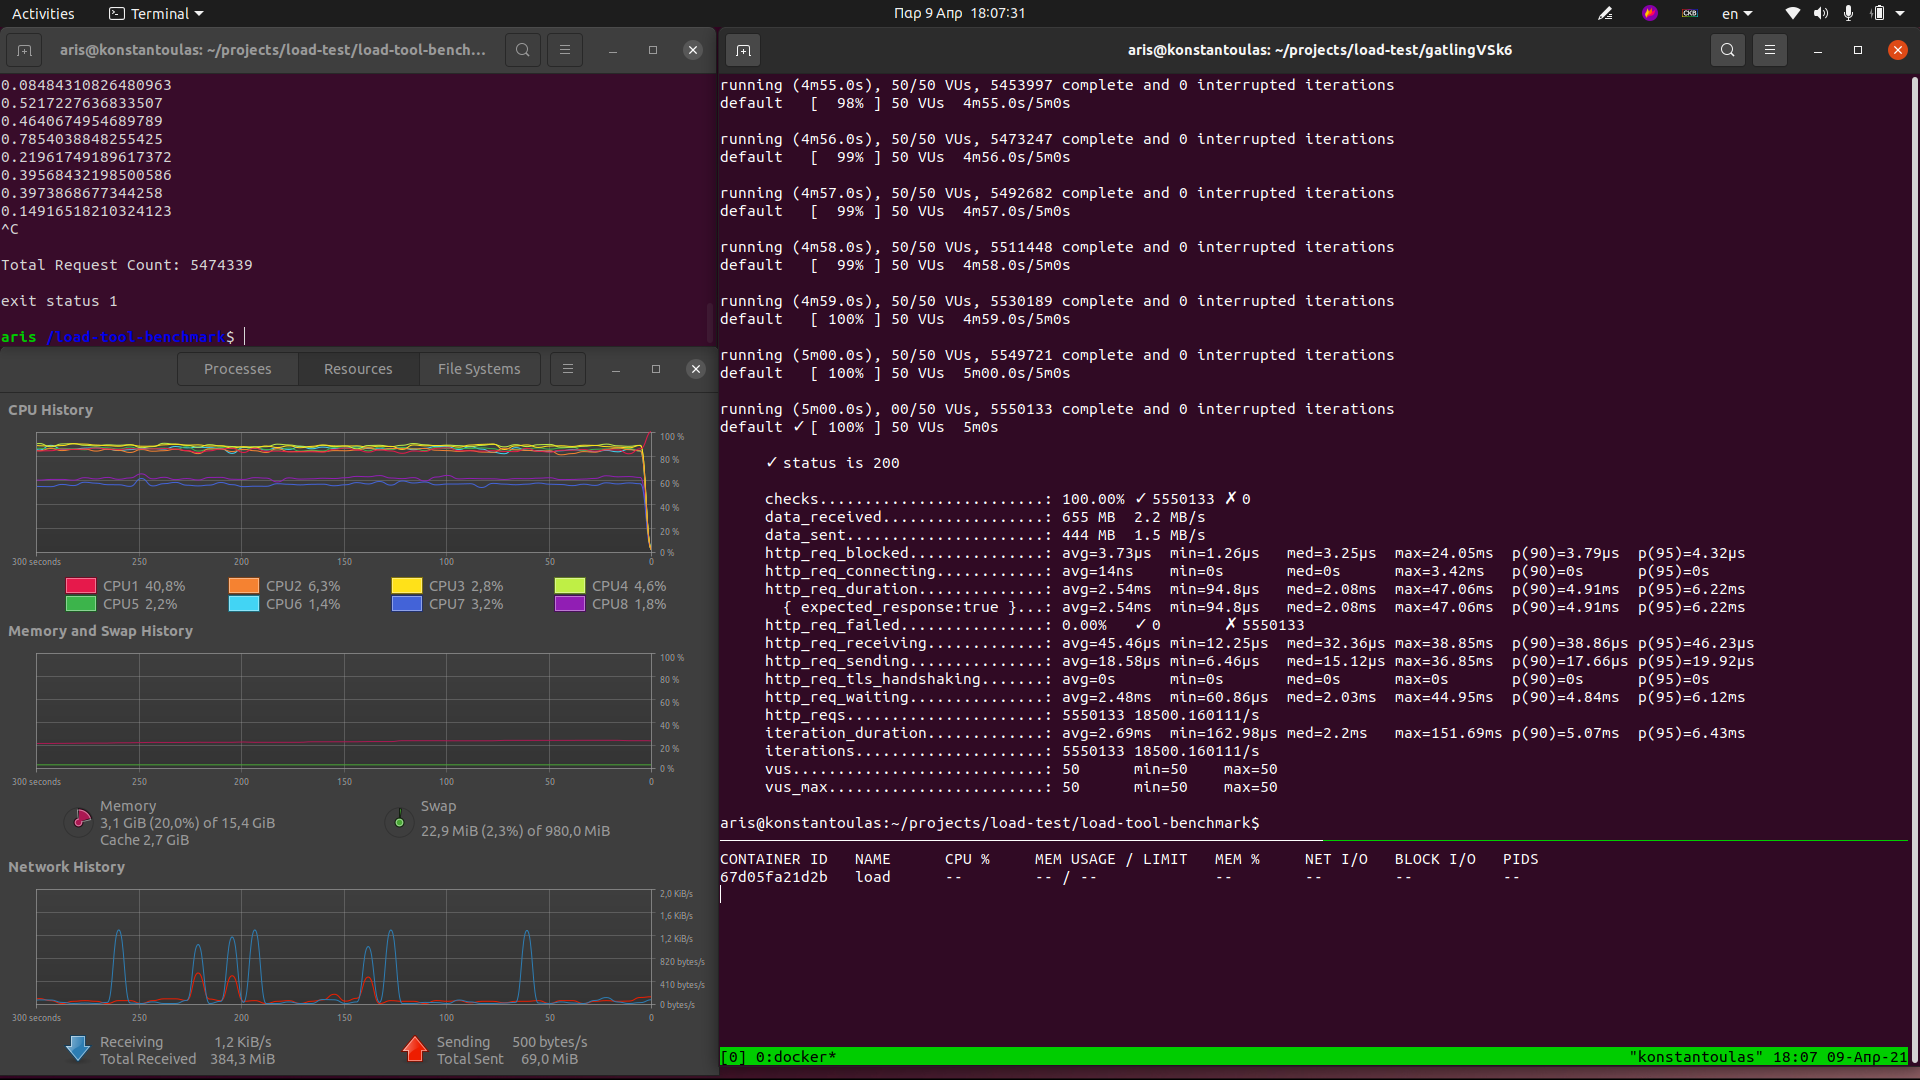 Activities
Terminal
Παρ 9 Απρ 18:07:31
CKB
en
aris@konstantoulas: ~/projects/load-test/load-tool-bench...
0.08484310826480963
0.5217227636833507
0.4640674954689789
0.7854038848255425
0.21961749189617372
0.39568432198500586
0.3973868677344258
0.14916518210324123
^C
Total Request Count: 5474339
exit status 1
aris /load-tool-benchmark$
Processes
Resources
File Systems
CPU History
100 %
80 %
60 %
40 %
20 %
0 %
300 seconds 250 200 150 100 50 0
CPU1 40,8% CPU2 6,3% CPU3 2,8% CPU4 4,6%
CPU5 2,2% CPU6 1,4% CPU7 3,2% CPU8 1,8%
Memory and Swap History
100 %
80 %
60 %
40 %
20 %
0 %
300 seconds 250 200 150 100 50 0
Memory
3,1 GiB (20,0%) of 15,4 GiB
Cache 2,7 GiB
Swap
22,9 MiB (2,3%) of 980,0 MiB
Network History
2,0 KiB/s
1,6 KiB/s
1,2 KiB/s
820 bytes/s
410 bytes/s
0 bytes/s
300 seconds 250 200 150 100 50 0
Receiving 1,2 KiB/s
Total Received 384,3 MiB
Sending 500 bytes/s
Total Sent 69,0 MiB
aris@konstantoulas: ~/projects/load-test/gatlingVSk6
running (4m55.0s), 50/50 VUs, 5453997 complete and 0 interrupted iterations
default   [  98% ] 50 VUs  4m55.0s/5m0s
running (4m56.0s), 50/50 VUs, 5473247 complete and 0 interrupted iterations
default   [  99% ] 50 VUs  4m56.0s/5m0s
running (4m57.0s), 50/50 VUs, 5492682 complete and 0 interrupted iterations
default   [  99% ] 50 VUs  4m57.0s/5m0s
running (4m58.0s), 50/50 VUs, 5511448 complete and 0 interrupted iterations
default   [  99% ] 50 VUs  4m58.0s/5m0s
running (4m59.0s), 50/50 VUs, 5530189 complete and 0 interrupted iterations
default   [ 100% ] 50 VUs  4m59.0s/5m0s
running (5m00.0s), 50/50 VUs, 5549721 complete and 0 interrupted iterations
default   [ 100% ] 50 VUs  5m00.0s/5m0s
running (5m00.0s), 00/50 VUs, 5550133 complete and 0 interrupted iterations
default ✓ [ 100% ] 50 VUs  5m0s
✓ status is 200
checks.........................: 100.00% ✓ 5550133 ✗ 0
data_received..................: 655 MB  2.2 MB/s
data_sent......................: 444 MB  1.5 MB/s
http_req_blocked...............: avg=3.73µs  min=1.26µs   med=3.25µs  max=24.05ms  p(90)=3.79µs  p(95)=4.32µs
http_req_connecting............: avg=14ns    min=0s       med=0s      max=3.42ms   p(90)=0s      p(95)=0s
http_req_duration..............: avg=2.54ms  min=94.8µs   med=2.08ms  max=47.06ms  p(90)=4.91ms  p(95)=6.22ms
{ expected_response:true }...: avg=2.54ms  min=94.8µs   med=2.08ms  max=47.06ms  p(90)=4.91ms  p(95)=6.22ms
http_req_failed................: 0.00%   ✓ 0       ✗ 5550133
http_req_receiving.............: avg=45.46µs min=12.25µs  med=32.36µs max=38.85ms  p(90)=38.86µs p(95)=46.23µs
http_req_sending...............: avg=18.58µs min=6.46µs   med=15.12µs max=36.85ms  p(90)=17.66µs p(95)=19.92µs
http_req_tls_handshaking.......: avg=0s      min=0s       med=0s      max=0s       p(90)=0s      p(95)=0s
http_req_waiting...............: avg=2.48ms  min=60.86µs  med=2.03ms  max=44.95ms  p(90)=4.84ms  p(95)=6.12ms
http_reqs......................: 5550133 18500.160111/s
iteration_duration.............: avg=2.69ms  min=162.98µs med=2.2ms   max=151.69ms p(90)=5.07ms  p(95)=6.43ms
iterations.....................: 5550133 18500.160111/s
vus............................: 50      min=50     max=50
vus_max........................: 50      min=50     max=50
aris@konstantoulas:~/projects/load-test/load-tool-benchmark$
CONTAINER ID   NAME      CPU %     MEM USAGE / LIMIT   MEM %     NET I/O   BLOCK I/O   PIDS
67d05fa21d2b   load      --        -- / --             --        --        --          --
[0] 0:docker*
"konstantoulas" 18:07 09-Απρ-21